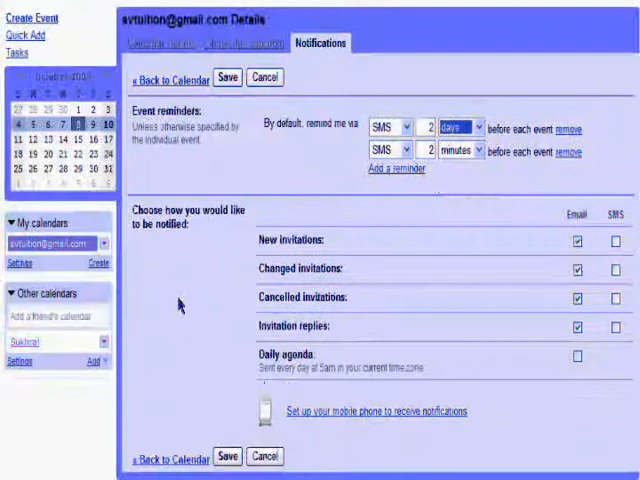 Create Event
Quick Add
Tasks
svtuition@gmail.com Details
Notifications
« Back to Calendar Save Cancel
October 2009
27 28 29 30 1 2 3
4 5 6 7 8 9 10
11 12 13 14 15 16 17
18 19 20 21 22 23 24
25 26 27 28 29 30 31
My calendars
svtuition@gmail.com
Settings Create
Other calendars
Add a friend's calendar
Sukhraj
Settings Add
Event reminders:
Unless otherwise specified by
the individual event.
By default, remind me via
SMS 2 days before each event remove
SMS 2 minutes before each event remove
Add a reminder
Choose how you would like
to be notified:
Email SMS
New invitations:
Changed invitations:
Cancelled invitations:
Invitation replies:
Daily agenda:
Sent every day at 5am in your current time zone
Set up your mobile phone to receive notifications
« Back to Calendar Save Cancel